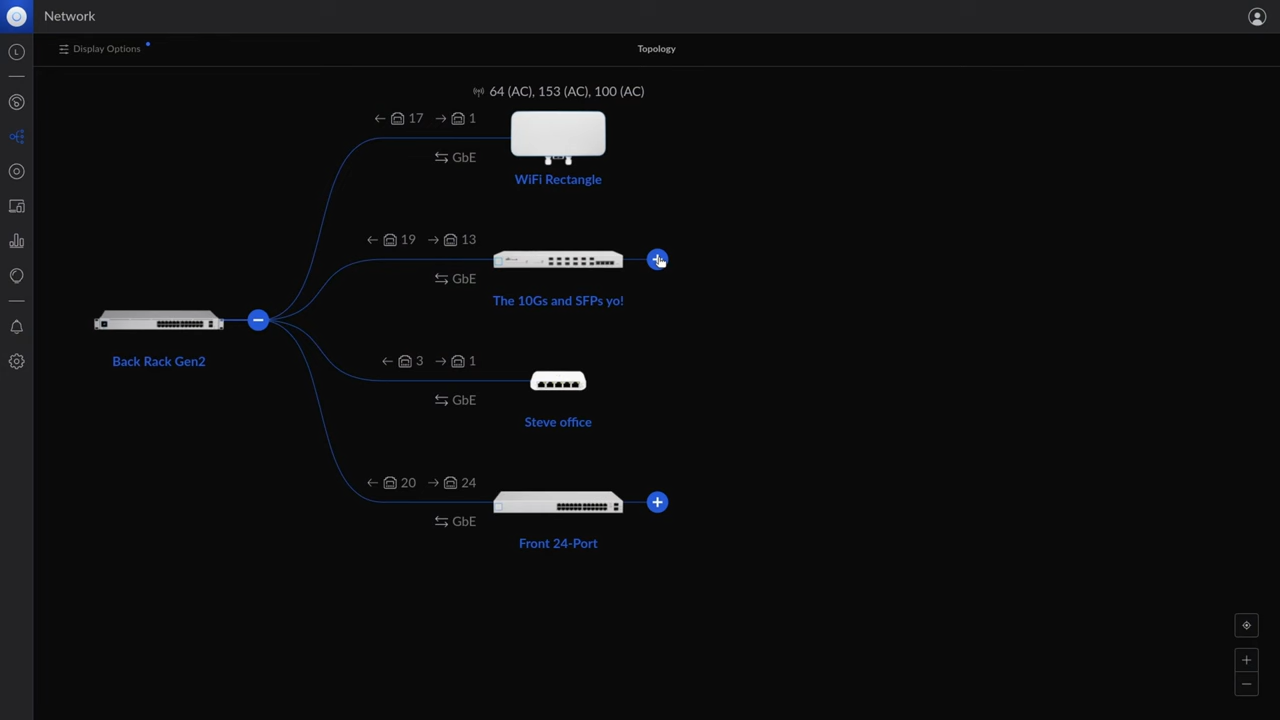 Network
L
Display Options
Topology
64 (AC), 153 (AC), 100 (AC)
← 17 → 1
GbE
WiFi Rectangle
← 19 → 13
GbE
The 10Gs and SFPs yo!
Back Rack Gen2
← 3 → 1
GbE
Steve office
← 20 → 24
GbE
Front 24-Port